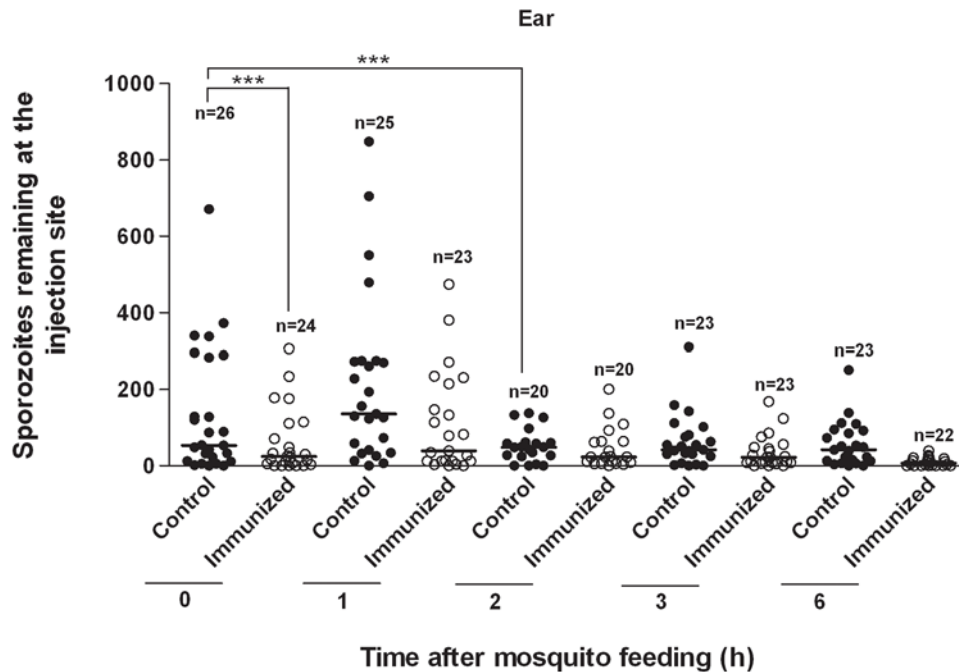 Ear
Sporozoites remaining at the
injection site
1000
800
600
400
200
0
***
***
n=26
n=24
n=25
n=23
n=20
n=20
n=23
n=23
n=23
n=22
Control
Immunized
Control
Immunized
Control
Immunized
Control
Immunized
Control
Immunized
0
1
2
3
6
Time after mosquito feeding (h)